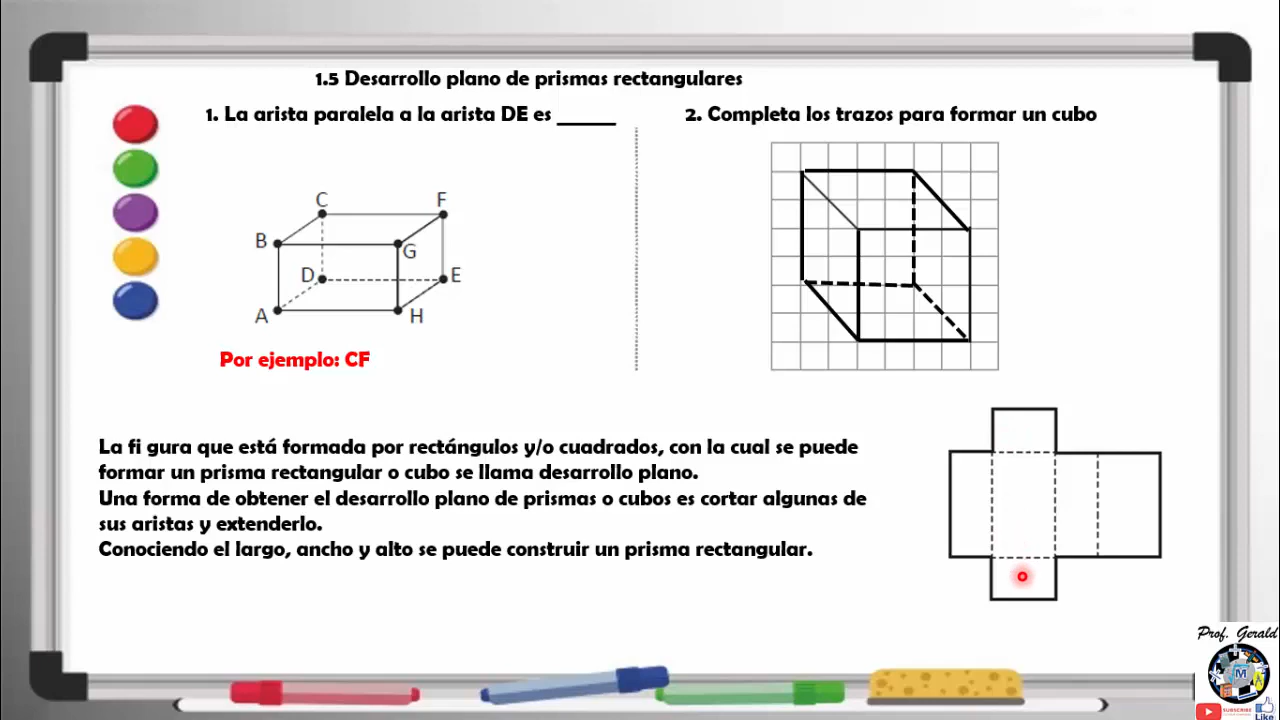 1.5 Desarrollo plano de prismas rectangulares
1. La arista paralela a la arista DE es _____
2. Completa los trazos para formar un cubo
C
F
B
G
D
E
A
H
Por ejemplo: CF
La fi gura que está formada por rectángulos y/o cuadrados, con la cual se puede
formar un prisma rectangular o cubo se llama desarrollo plano.
Una forma de obtener el desarrollo plano de prismas o cubos es cortar algunas de
sus aristas y extenderlo.
Conociendo el largo, ancho y alto se puede construir un prisma rectangular.
Prof. Gerald
M
SUBSCRIBE
Like